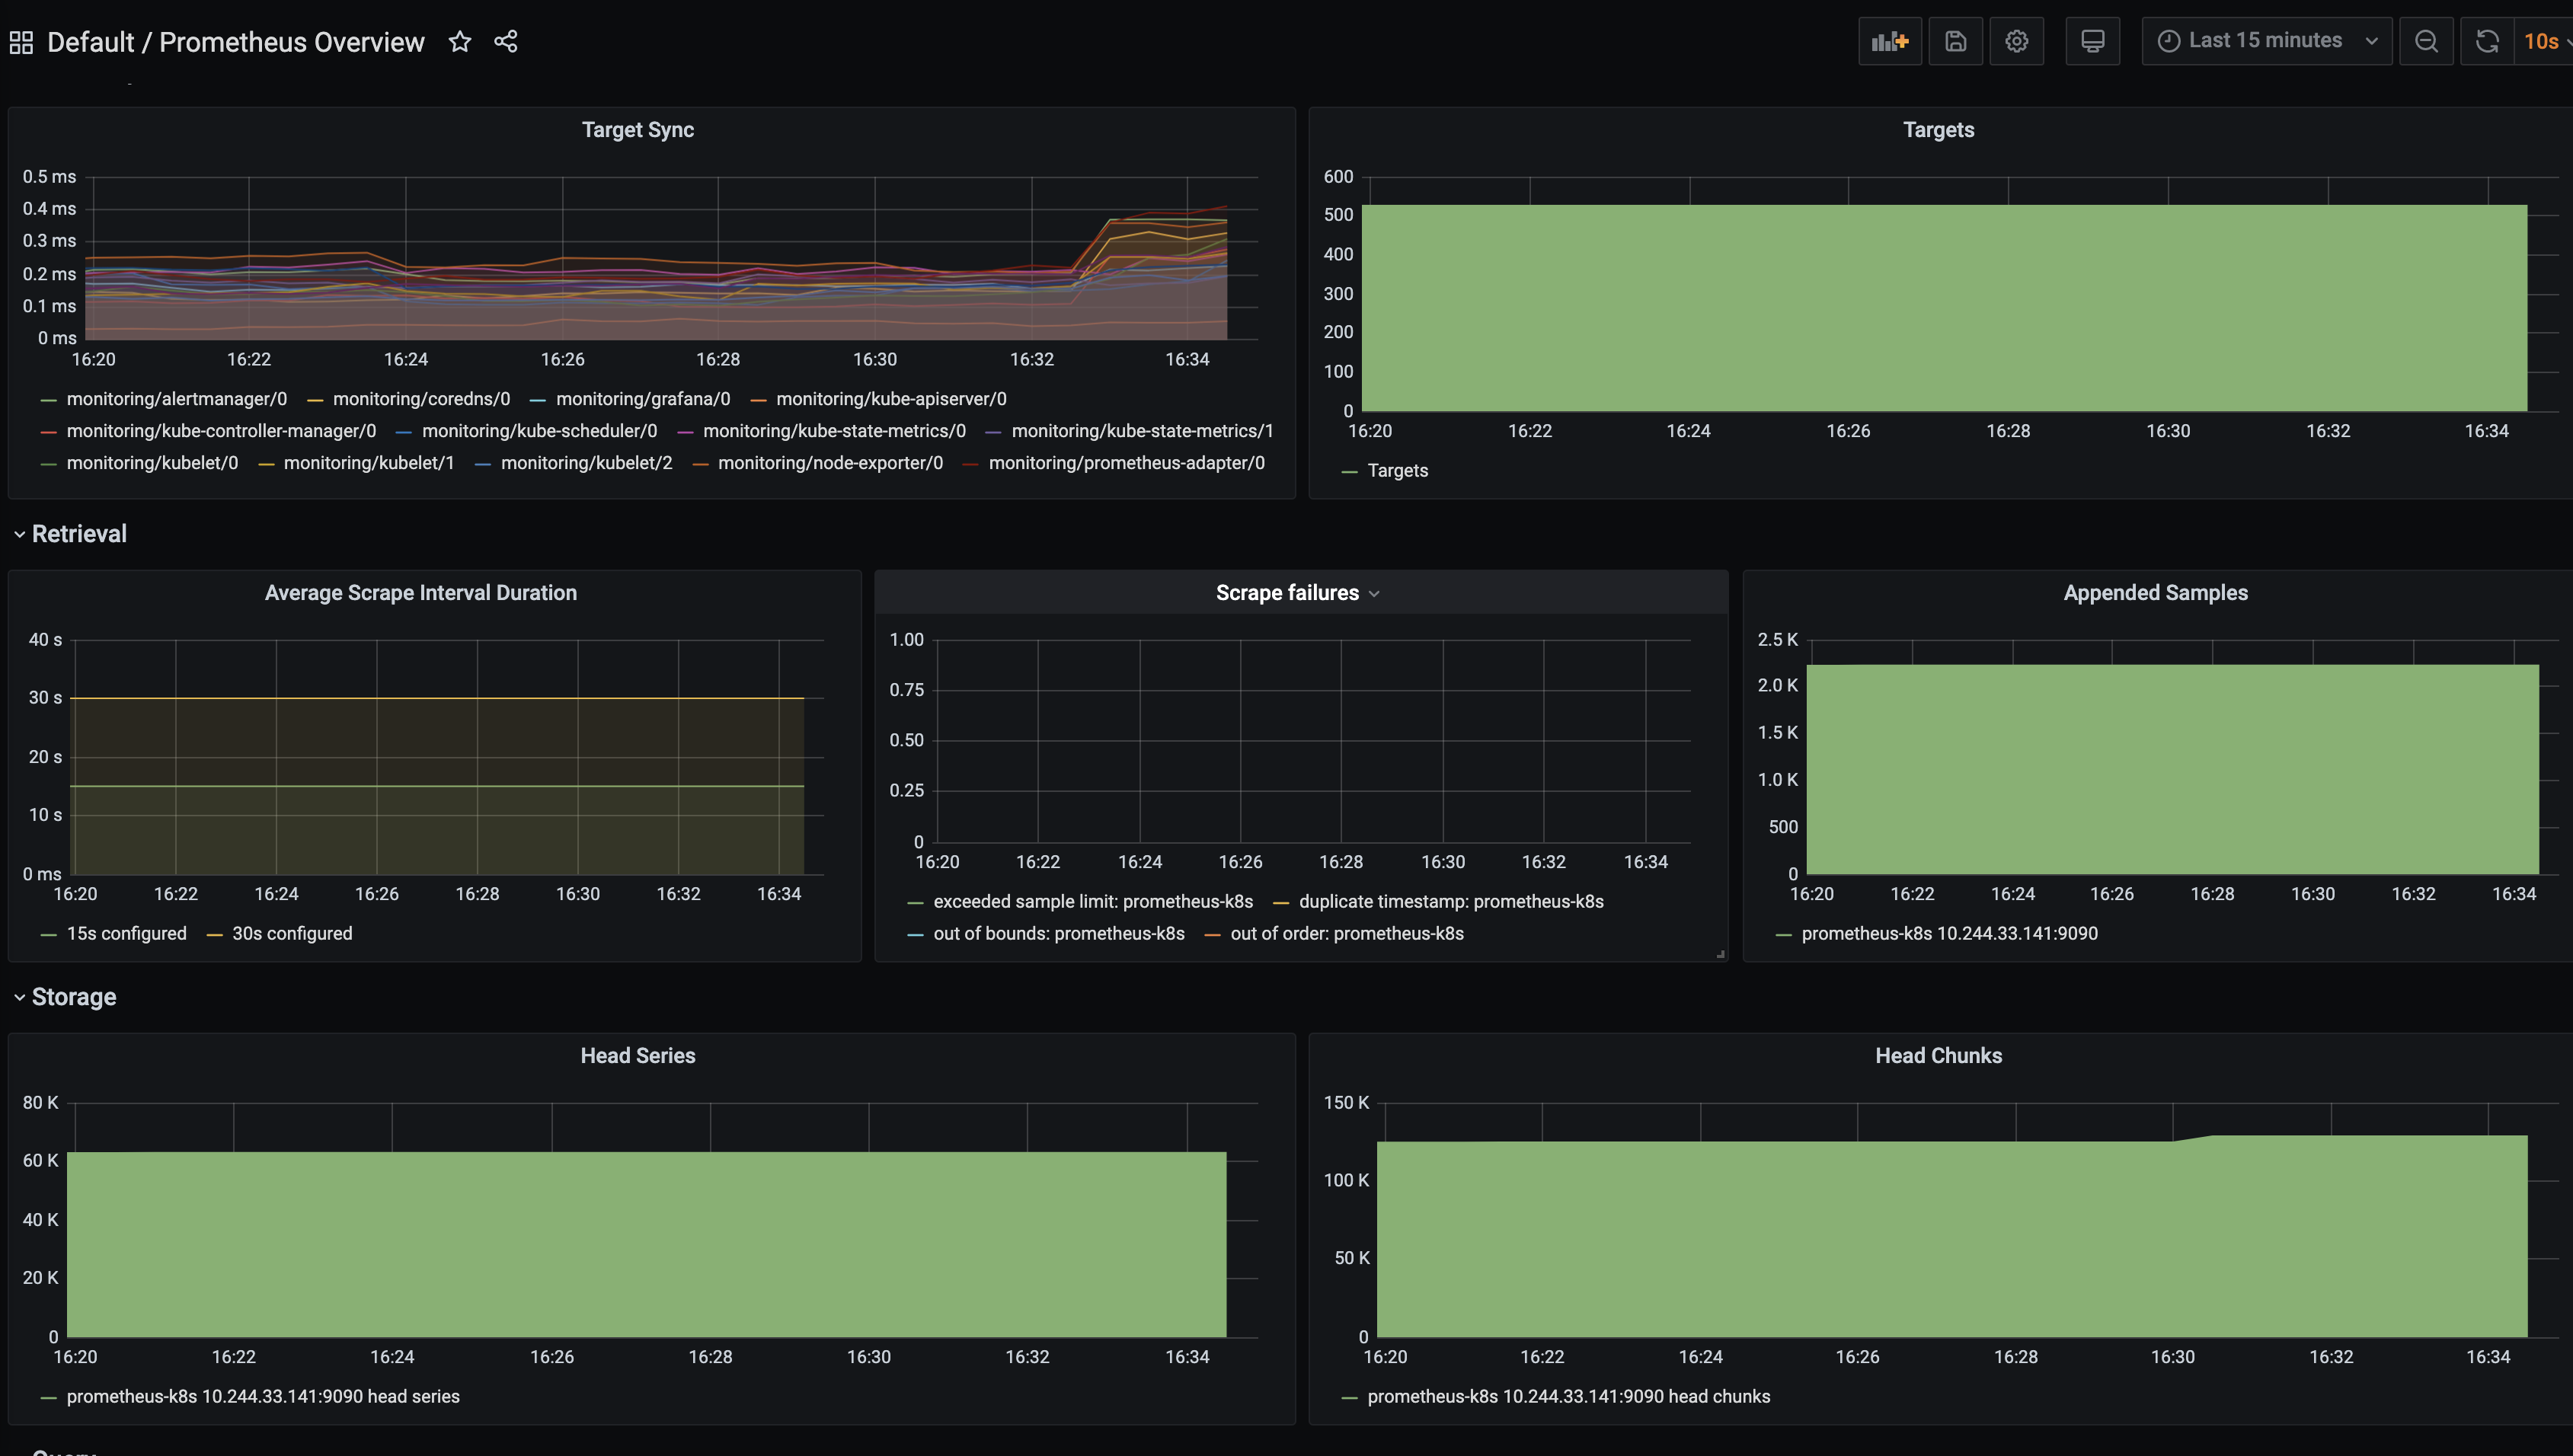 Default / Prometheus Overview
Last 15 minutes
10s
Target Sync
0.5 ms
0.4 ms
0.3 ms
0.2 ms
0.1 ms
0 ms
16:20 16:22 16:24 16:26 16:28 16:30 16:32 16:34
monitoring/alertmanager/0 monitoring/coredns/0 monitoring/grafana/0 monitoring/kube-apiserver/0
monitoring/kube-controller-manager/0 monitoring/kube-scheduler/0 monitoring/kube-state-metrics/0 monitoring/kube-state-metrics/1
monitoring/kubelet/0 monitoring/kubelet/1 monitoring/kubelet/2 monitoring/node-exporter/0 monitoring/prometheus-adapter/0
Targets
600
500
400
300
200
100
0
16:20 16:22 16:24 16:26 16:28 16:30 16:32 16:34
Targets
Retrieval
Average Scrape Interval Duration
40 s
30 s
20 s
10 s
0 ms
16:20 16:22 16:24 16:26 16:28 16:30 16:32 16:34
15s configured 30s configured
Scrape failures
1.00
0.75
0.50
0.25
0
16:20 16:22 16:24 16:26 16:28 16:30 16:32 16:34
exceeded sample limit: prometheus-k8s duplicate timestamp: prometheus-k8s
out of bounds: prometheus-k8s out of order: prometheus-k8s
Appended Samples
2.5 K
2.0 K
1.5 K
1.0 K
500
0
16:20 16:22 16:24 16:26 16:28 16:30 16:32 16:34
prometheus-k8s 10.244.33.141:9090
Storage
Head Series
80 K
60 K
40 K
20 K
0
16:20 16:22 16:24 16:26 16:28 16:30 16:32 16:34
prometheus-k8s 10.244.33.141:9090 head series
Head Chunks
150 K
100 K
50 K
0
16:20 16:22 16:24 16:26 16:28 16:30 16:32 16:34
prometheus-k8s 10.244.33.141:9090 head chunks